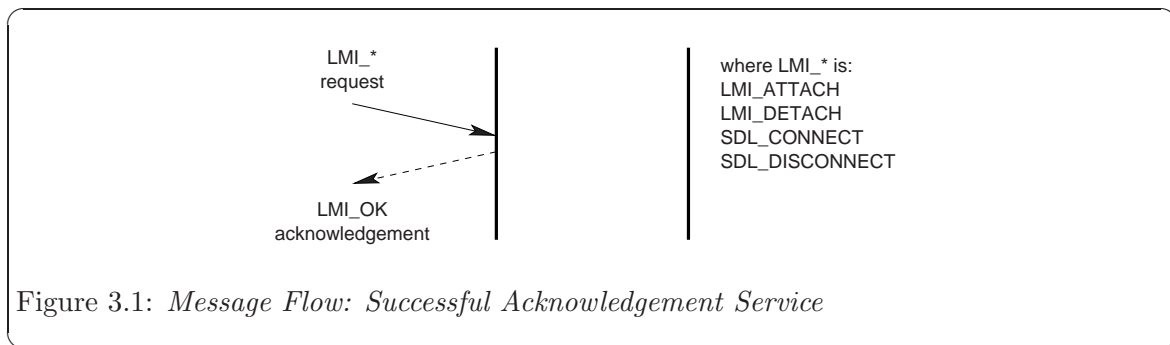 LMI_*
request
LMI_OK
acknowledgement
where LMI_* is:
LMI_ATTACH
LMI_DETACH
SDL_CONNECT
SDL_DISCONNECT
Figure 3.1: Message Flow: Successful Acknowledgement Service